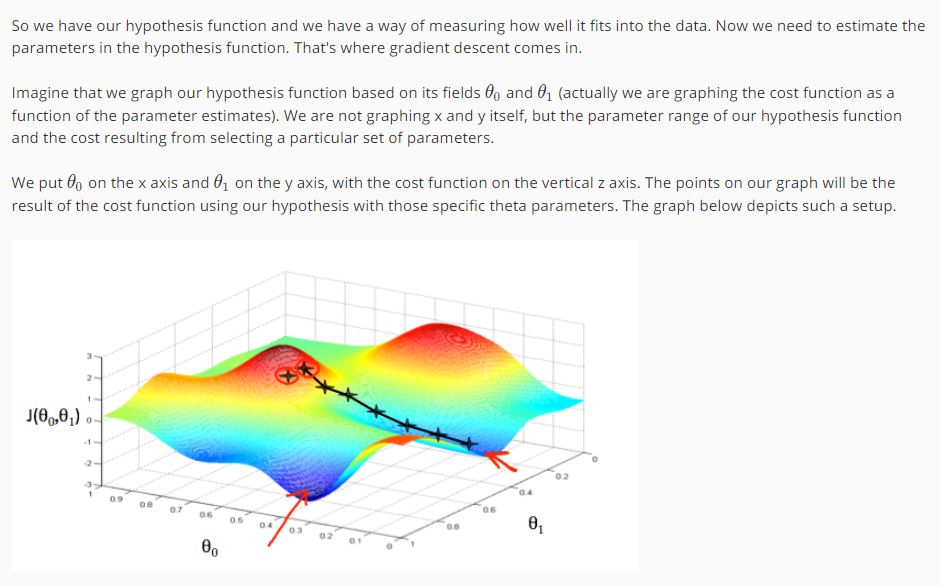 So we have our hypothesis function and we have a way of measuring how well it fits into the data. Now we need to estimate the
parameters in the hypothesis function. That's where gradient descent comes in.
Imagine that we graph our hypothesis function based on its fields θ₀ and θ₁ (actually we are graphing the cost function as a
function of the parameter estimates). We are not graphing x and y itself, but the parameter range of our hypothesis function
and the cost resulting from selecting a particular set of parameters.
We put θ₀ on the x axis and θ₁ on the y axis, with the cost function on the vertical z axis. The points on our graph will be the
result of the cost function using our hypothesis with those specific theta parameters. The graph below depicts such a setup.
3
2
1
J(θ₀,θ₁) 0
-1
-2
-3
1 0.9 0.8 0.7 0.6 0.5 0.4 0.3 0.2 0.1 0
θ₀
1 0.8 0.6 0.4 0.2 0
θ₁